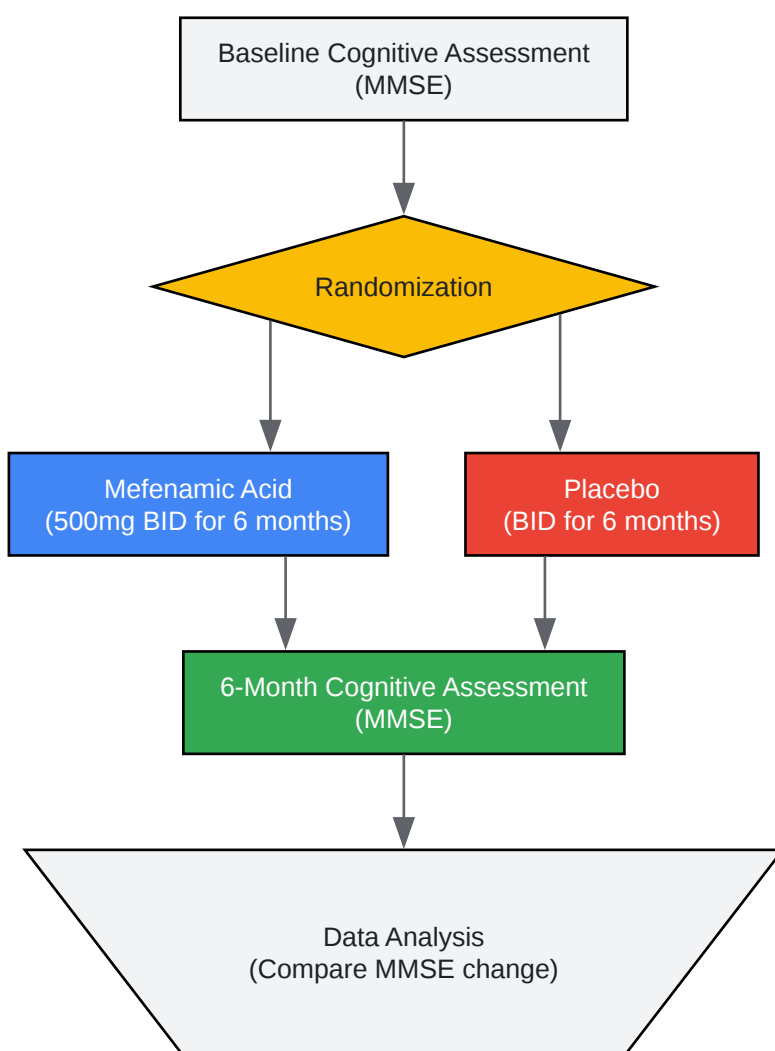 Baseline Cognitive Assessment
(MMSE)
Randomization
Mefenamic Acid
(500mg BID for 6 months)
Placebo
(BID for 6 months)
6-Month Cognitive Assessment
(MMSE)
Data Analysis
(Compare MMSE change)